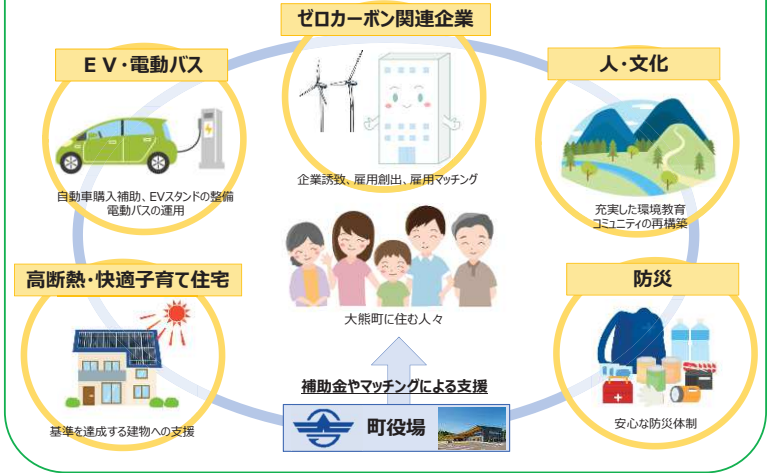 ゼロカーボン関連企業
ＥＶ・電動バス
人・文化
企業誘致、雇用創出、雇用マッチング
自動車購入補助、EVスタンドの整備
電動バスの運用
充実した環境教育
コミュニティの再構築
高断熱・快適子育て住宅
防災
大熊町に住む人々
補助金やマッチングによる支援
町役場
基準を達成する建物への支援
安心な防災体制